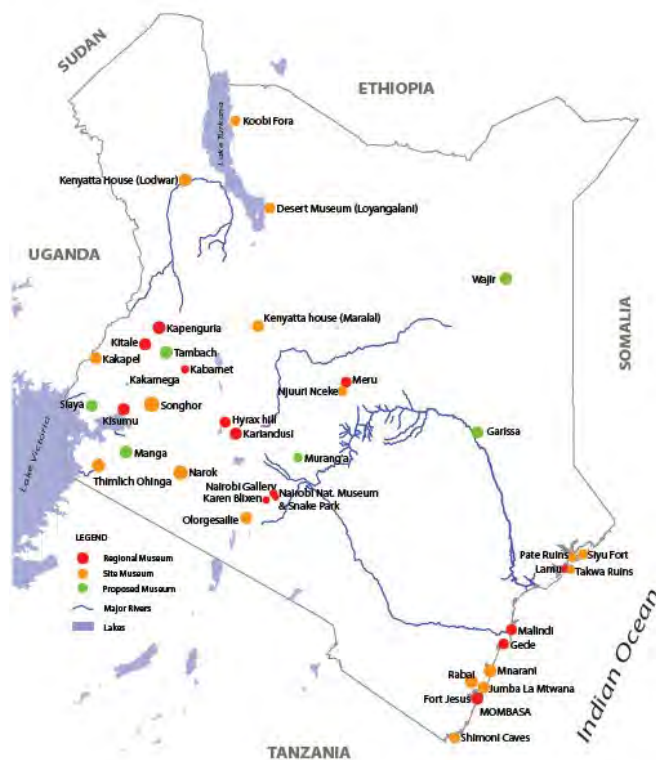 SUDAN
ETHIOPIA
Koobi Fora
Lake Turkana
Kenyatta House (Lodwar)
Desert Museum (Loyangalani)
UGANDA
Wajir
SOMALIA
Kenyatta house (Maralal)
Kapenguria
Kitale
Tambach
Kakapel
Kabarnet
Kakamega
Meru
Njuuri Nceke
Siaya
Songhor
Kisumu
Hyrax hill
Kariandusi
Garissa
Lake Victoria
Manga
Murang'a
Thimlich Ohinga
Narok
Nairobi Gallery
Nairobi Nat. Museum
& Snake Park
Karen Blixen
Olorgesailie
LEGEND
Regional Museum
Site Museum
Proposed Museum
Major Rivers
Lakes
Pate Ruins
Siyu Fort
Lamu
Takwa Ruins
Indian Ocean
Malindi
Gede
Mnarani
Rabai
Jumba La Mtwana
Fort Jesus
MOMBASA
Shimoni Caves
TANZANIA